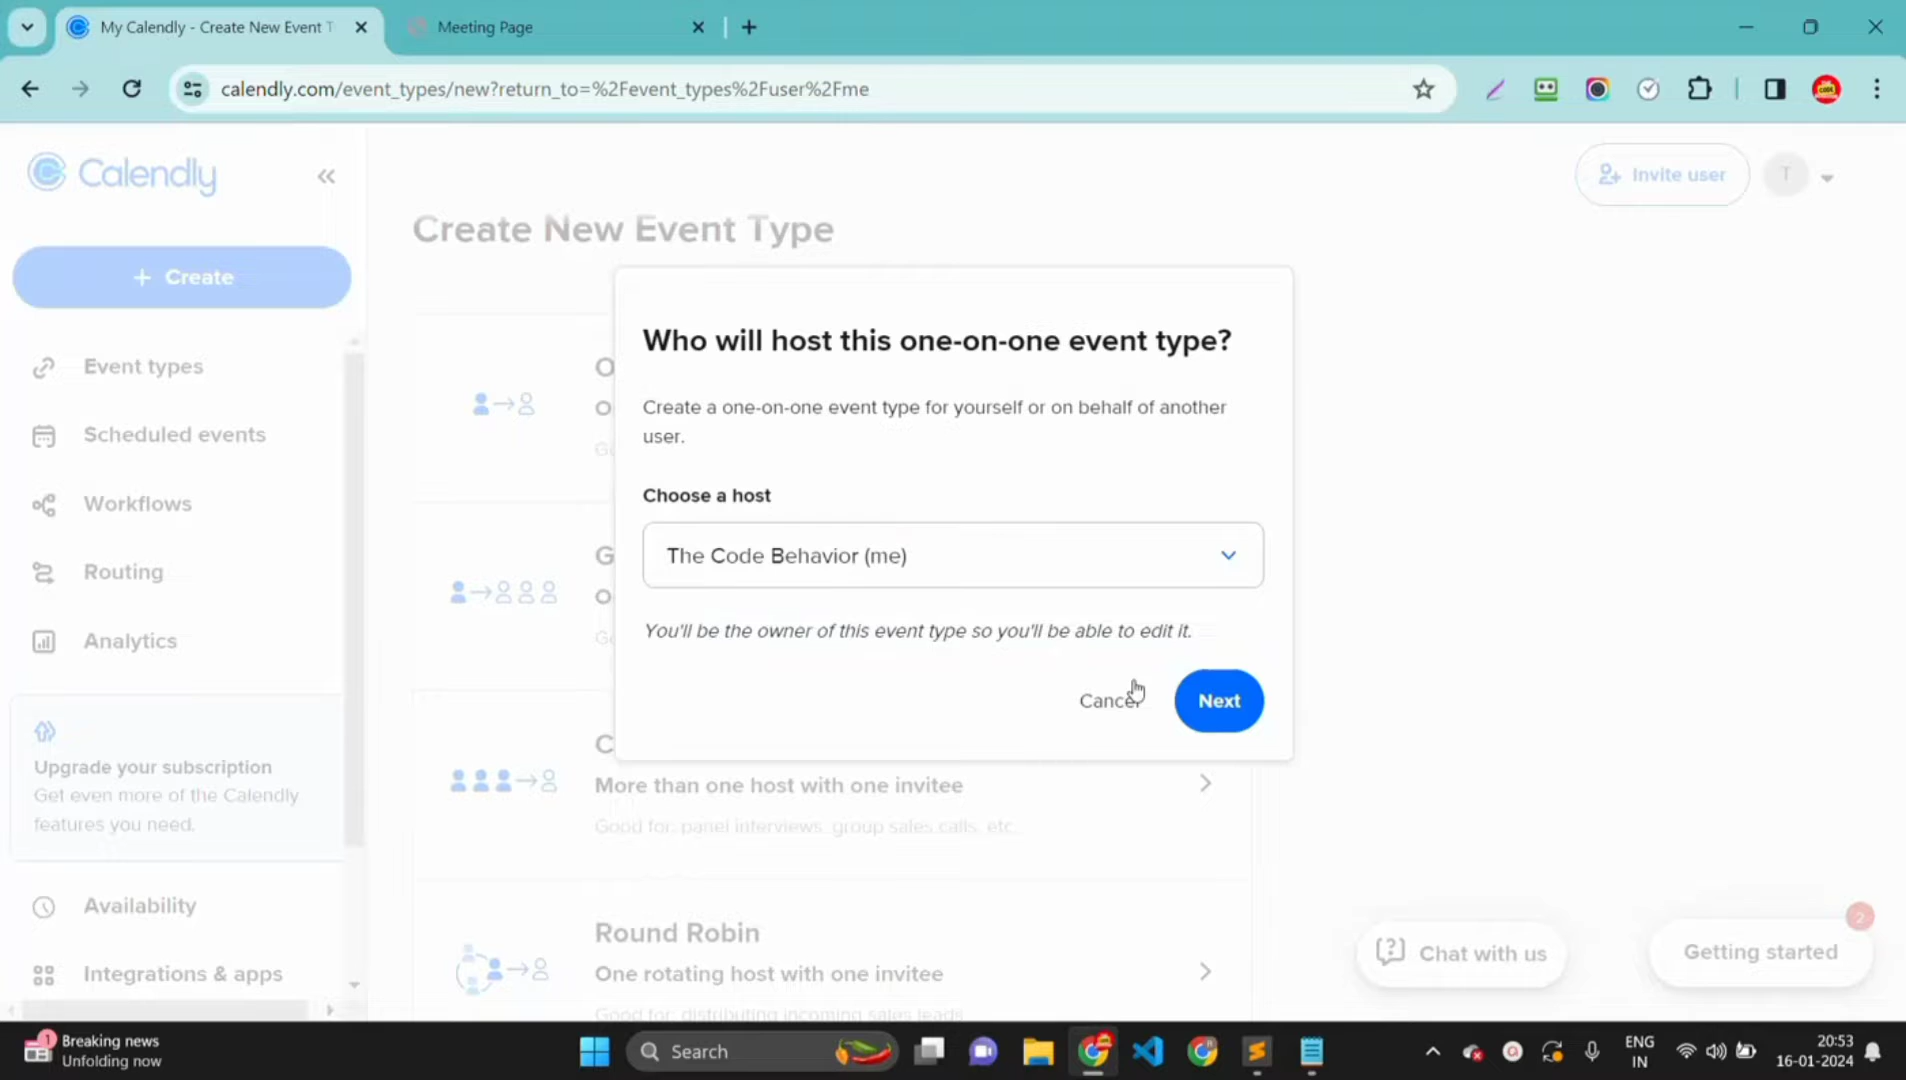 My Calendly - Create New Event T
Meeting Page
calendly.com/event_types/new?return_to=%2Fevent_types%2Fuser%2Fme
Calendly
Invite user
T
Create New Event Type
+ Create
Event types
Scheduled events
Workflows
Routing
Analytics
Upgrade your subscription
Get even more of the Calendly
features you need.
Availability
Integrations & apps
Who will host this one-on-one event type?
Create a one-on-one event type for yourself or on behalf of another
user.
Choose a host
The Code Behavior (me)
You'll be the owner of this event type so you'll be able to edit it.
Cancel
Next
O
O
Go
G
O
Go
C
More than one host with one invitee
Good for: panel interviews, group sales calls, etc.
Round Robin
One rotating host with one invitee
Good for: distributing incoming sales leads
Chat with us
Getting started
2
1
Breaking news
Unfolding now
Search
ENG
IN
20:53
16-01-2024